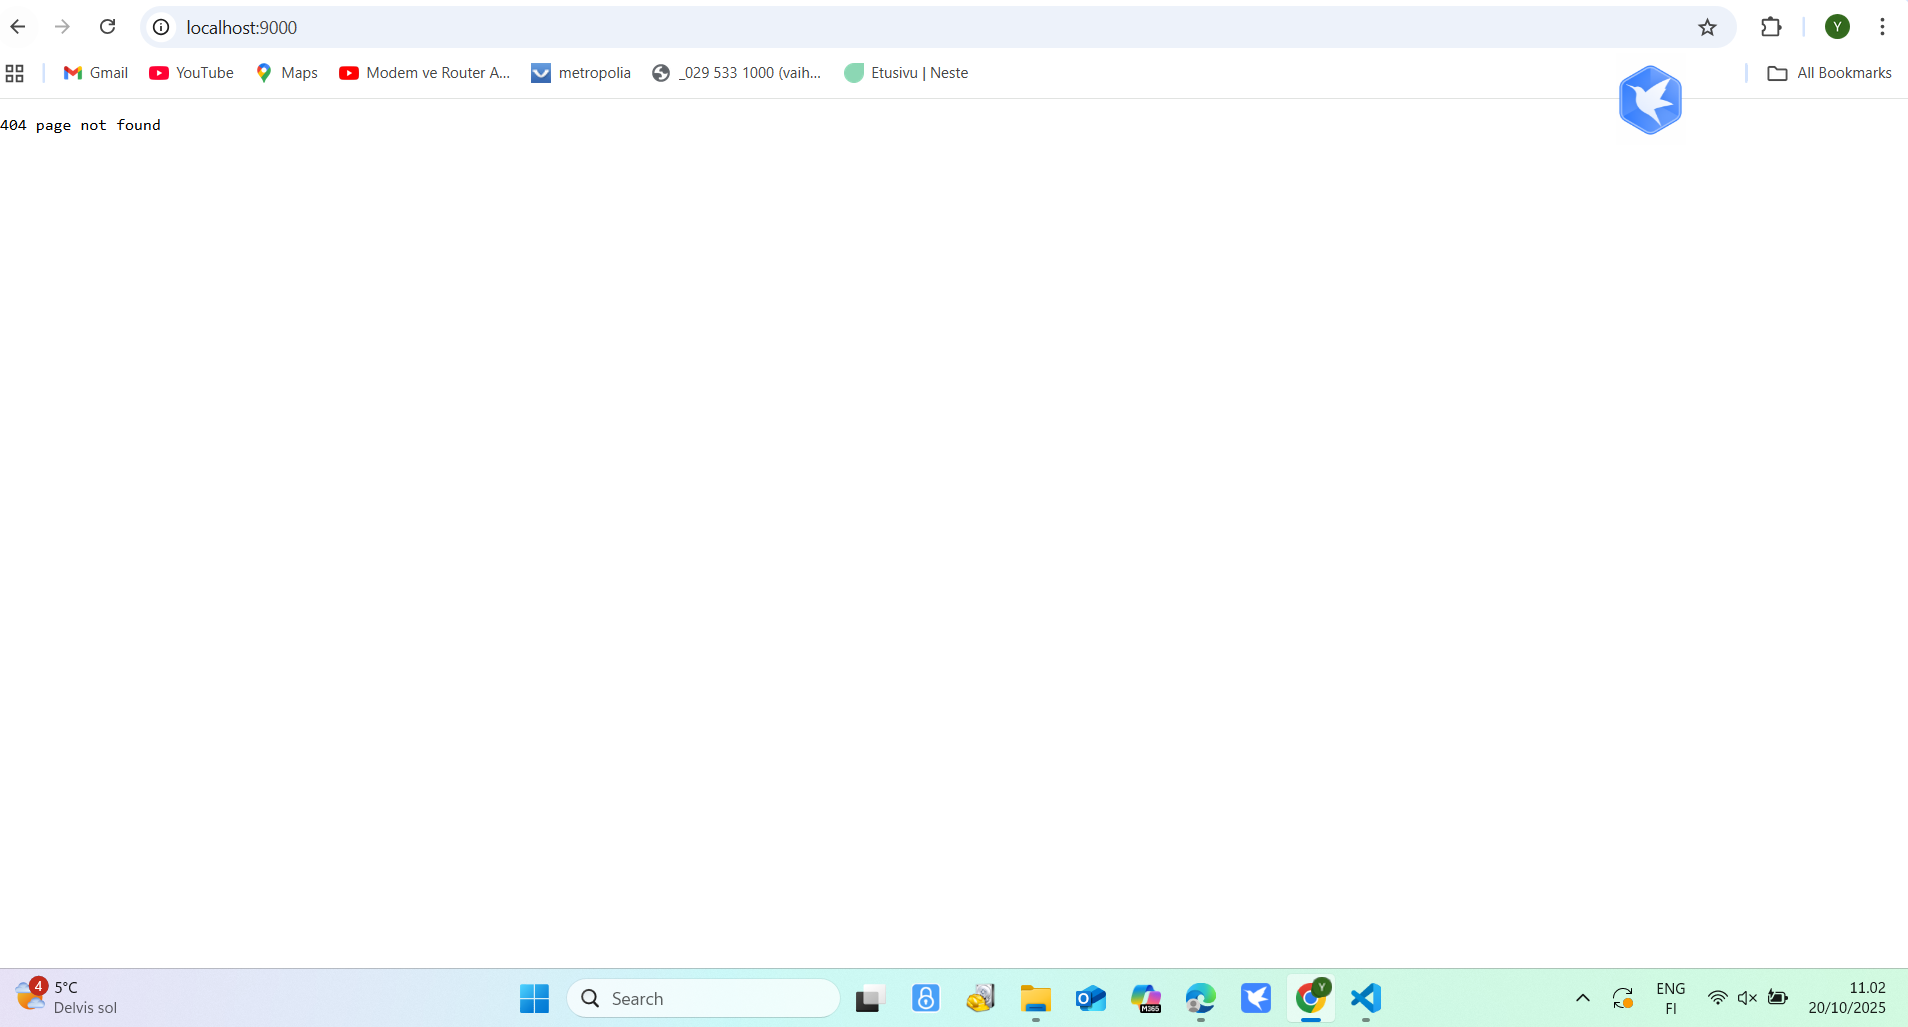 localhost:9000
Y
Gmail
YouTube
Maps
Modem ve Router A...
metropolia
_029 533 1000 (vaih...
Etusivu | Neste
All Bookmarks
404 page not found
4
5°C
Delvis sol
Search
M365
Y
ENG
FI
11.02
20/10/2025